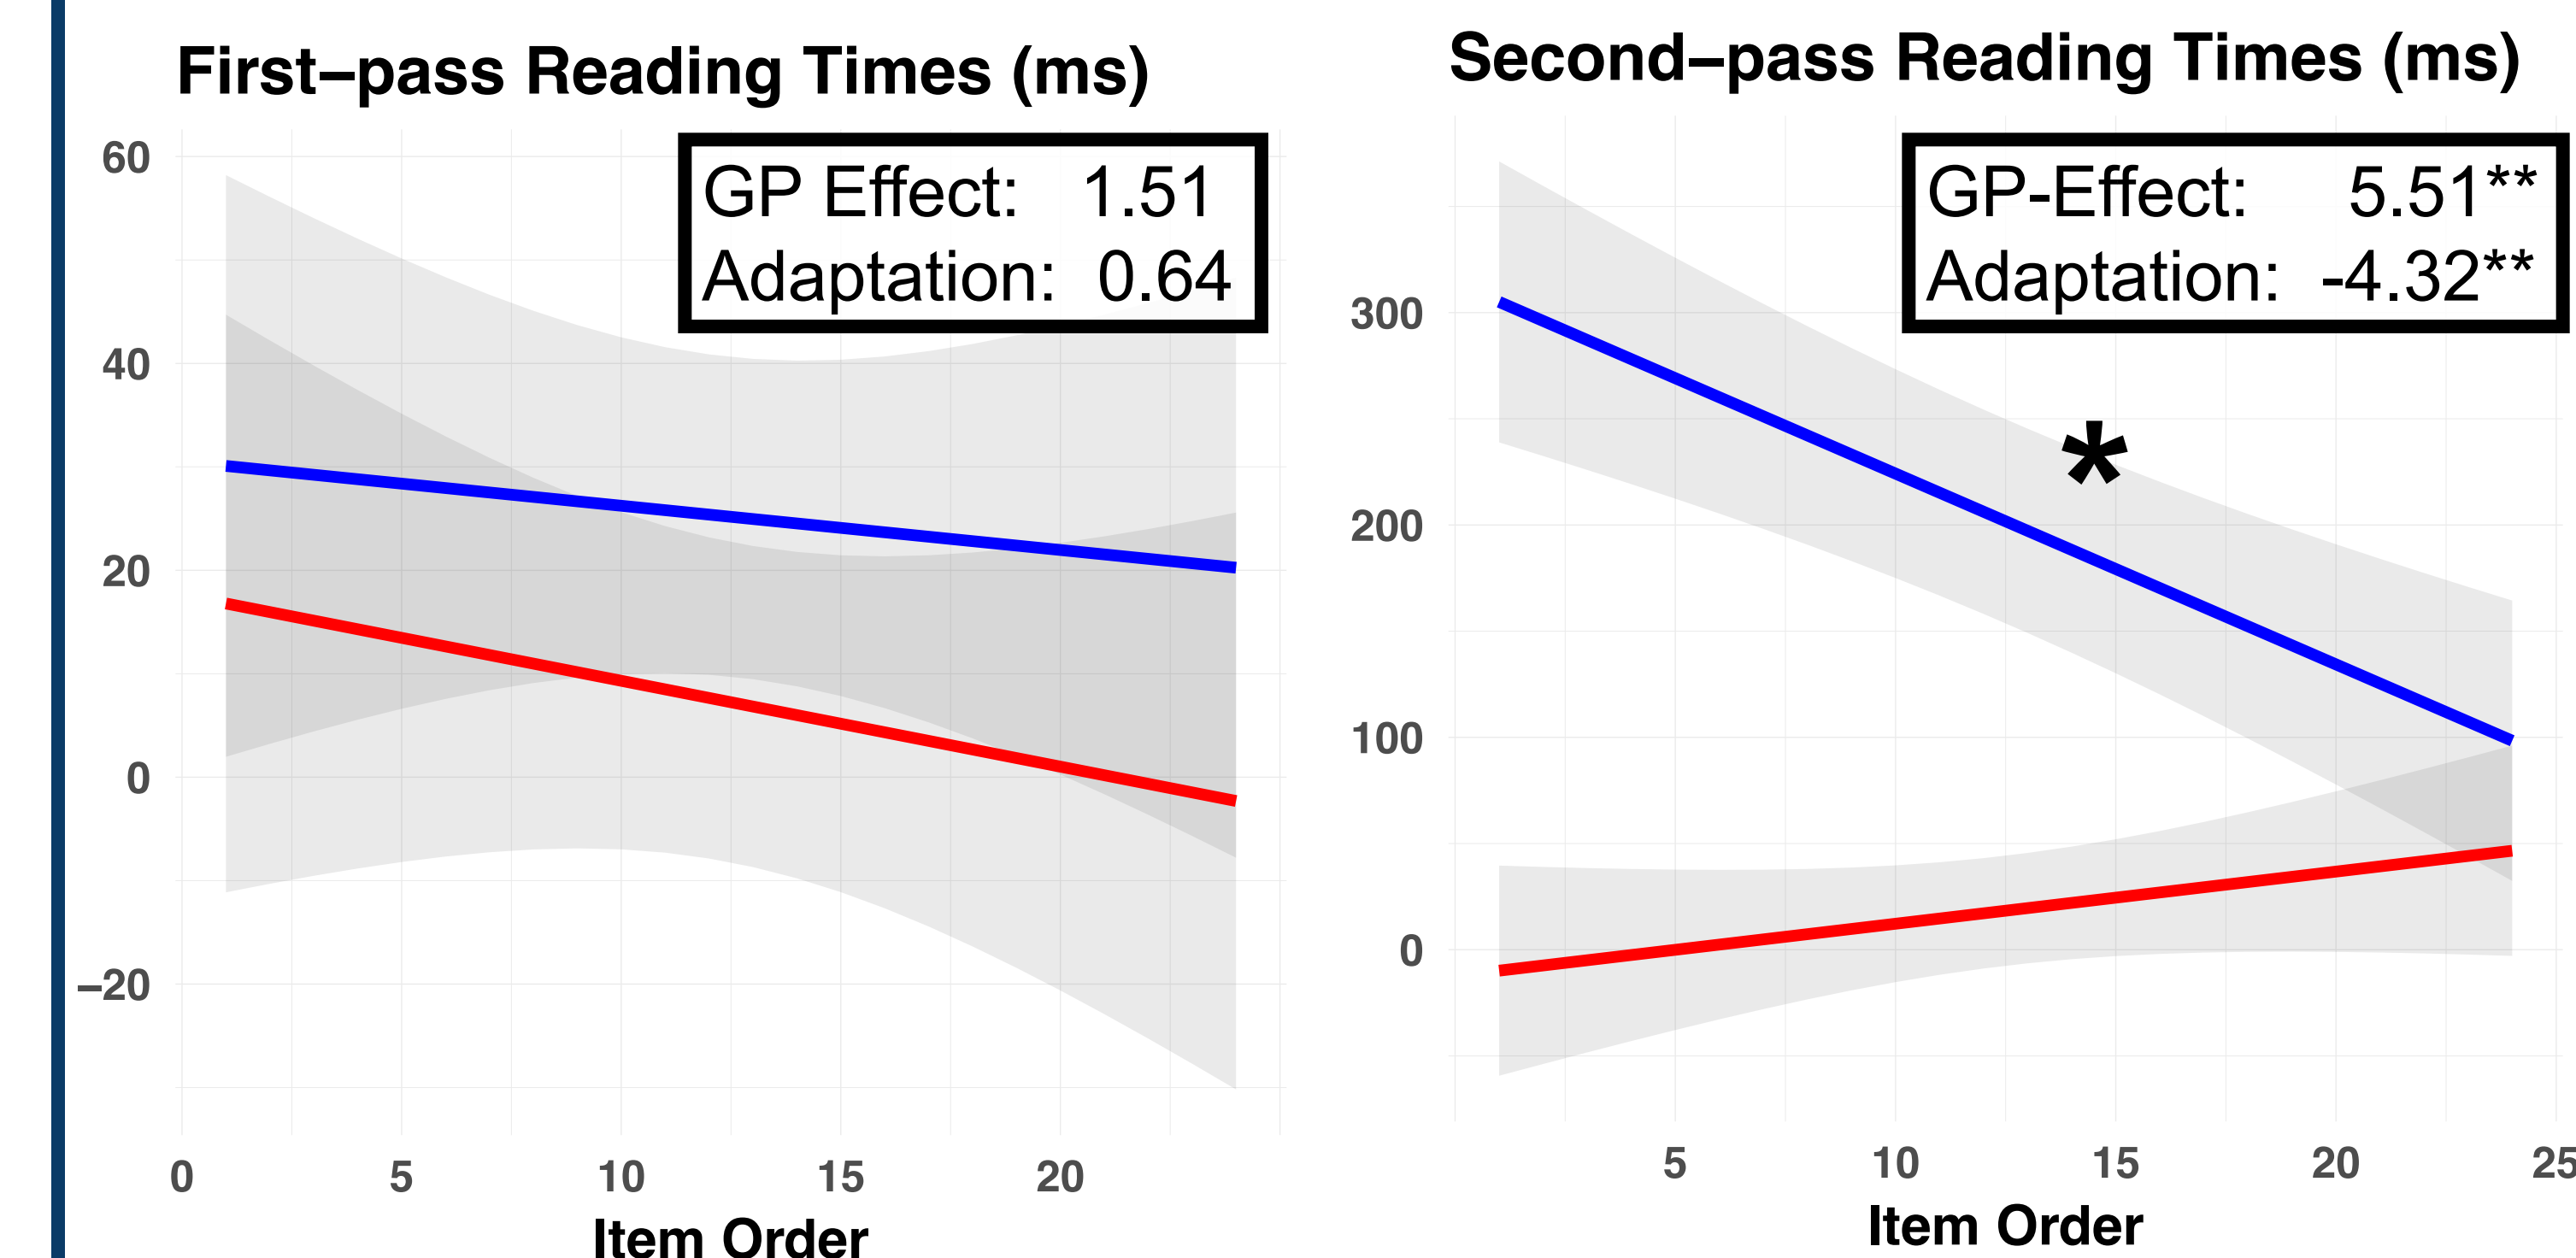 First–pass Reading Times (ms)
GP Effect: 1.51
Adaptation: 0.64
60
40
20
0
–20
0 5 10 15 20
Item Order
Second–pass Reading Times (ms)
GP-Effect: 5.51**
Adaptation: -4.32**
300
*
200
100
0
5 10 15 20 25
Item Order